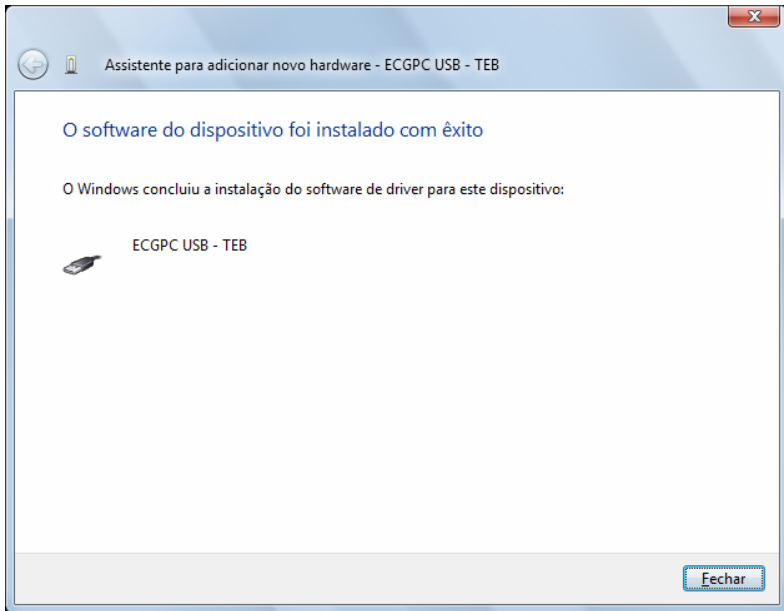 Assistente para adicionar novo hardware - ECGPC USB - TEB
O software do dispositivo foi instalado com êxito
O Windows concluiu a instalação do software de driver para este dispositivo:
ECGPC USB - TEB
Fechar